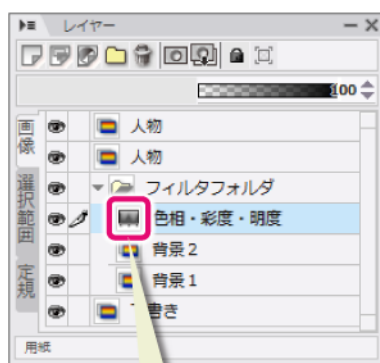 レイヤー
100
画像
選択範囲
定規
人物
人物
フィルタフォルダ
色相・彩度・明度
背景2
背景1
書き
用紙